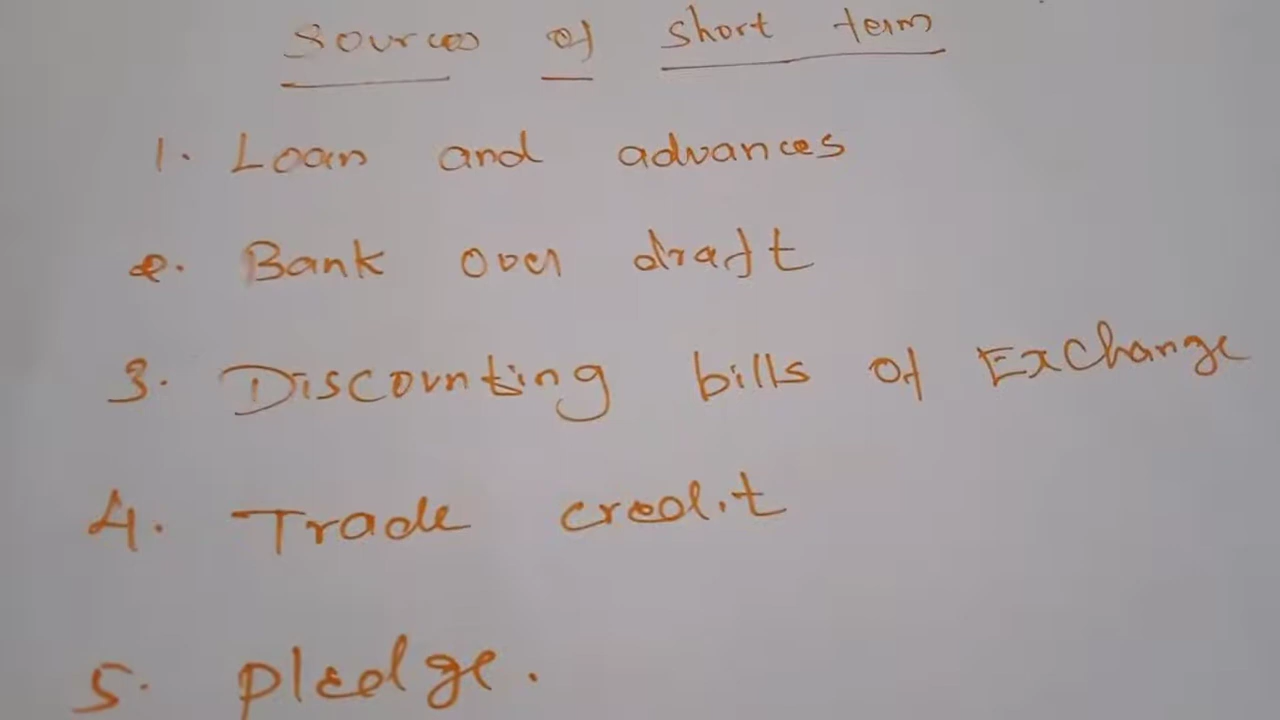 Sources of short term
1. Loan and advances
2. Bank over draft
3. Discounting bills of Exchange
4. Trade credit
5. pledge.